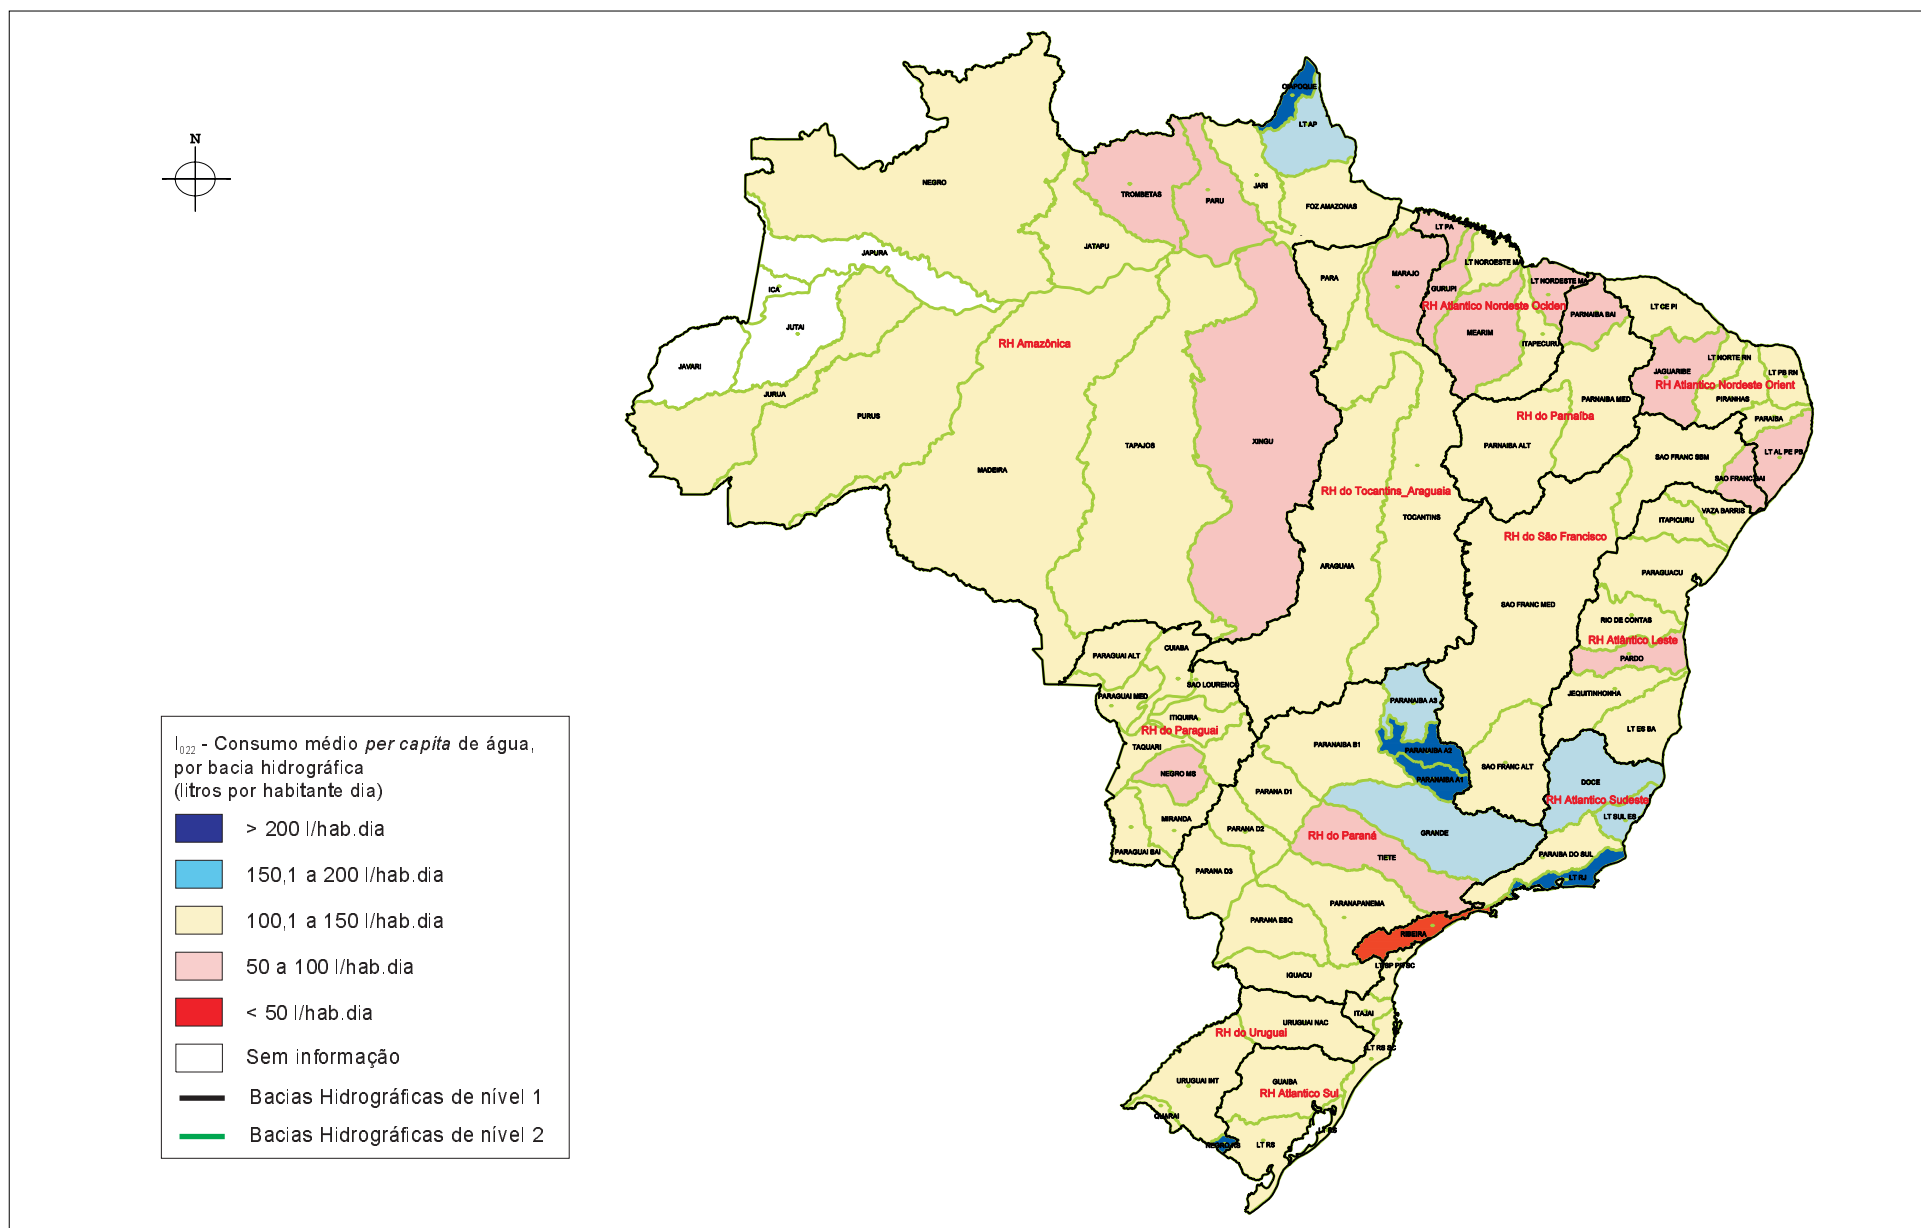 N
OIAPOQUE
LT AP
NEGRO
TROMBETAS
PARU
JARI
FOZ AMAZONAS
JATAPU
LT PA
JAPURA
LT NOROESTE MA
PARA
MARAJO
LT NORDESTE MA
ICA
GURUPI
RH Atlantico Nordeste Ociden
PARNAIBA BAI
LT CE PI
JUTAI
MEARIM
RH Amazônica
ITAPECURU
LT NORTE RN
JAVARI
JAGUARIBE
LT PB RN
RH Atlantico Nordeste Orient
JURUA
PARNAIBA MED
PIRANHAS
PURUS
RH do Parnaíba
PARAIBA
TAPAJOS
XINGU
PARNAIBA ALT
LT AL PE PB
SAO FRANC SBM
MADEIRA
SAO FRANC BAI
RH do Tocantins_Araguaia
VAZA BARRIS
TOCANTINS
ITAPICURU
RH do São Francisco
ARAGUAIA
PARAGUACU
SAO FRANC MED
RIO DE CONTAS
RH Atlântico Leste
CUIABA
PARAGUAI ALT
PARDO
SAO LOURENCO
PARAGUAI MED
JEQUITINHONHA
PARANAIBA A3
ITIQUIRA
RH do Paraguai
LT ES BA
TAQUARI
PARANAIBA B1
PARANAIBA A2
SAO FRANC ALT
NEGRO MS
PARANAIBA A1
DOCE
PARANA D1
RH Atlantico Sudeste
MIRANDA
LT SUL ES
PARANA D2
RH do Paraná
GRANDE
PARAGUAI BAI
TIETE
PARAIBA DO SUL
PARANA D3
LT RJ
PARANAPANEMA
PARANA ESQ
RIBEIRA
LT SP PR SC
IGUACU
ITAJAI
URUGUAI NAC
RH do Uruguai
LT RS SC
URUGUAI INT
GUAIBA
RH Atlantico Sul
QUARAI
LT RS
NEGRO RS
LT RS
I022 - Consumo médio per capita de água,
por bacia hidrográfica
(litros por habitante dia)
> 200 l/hab.dia
150,1 a 200 l/hab.dia
100,1 a 150 l/hab.dia
50 a 100 l/hab.dia
< 50 l/hab.dia
Sem informação
Bacias Hidrográficas de nível 1
Bacias Hidrográficas de nível 2